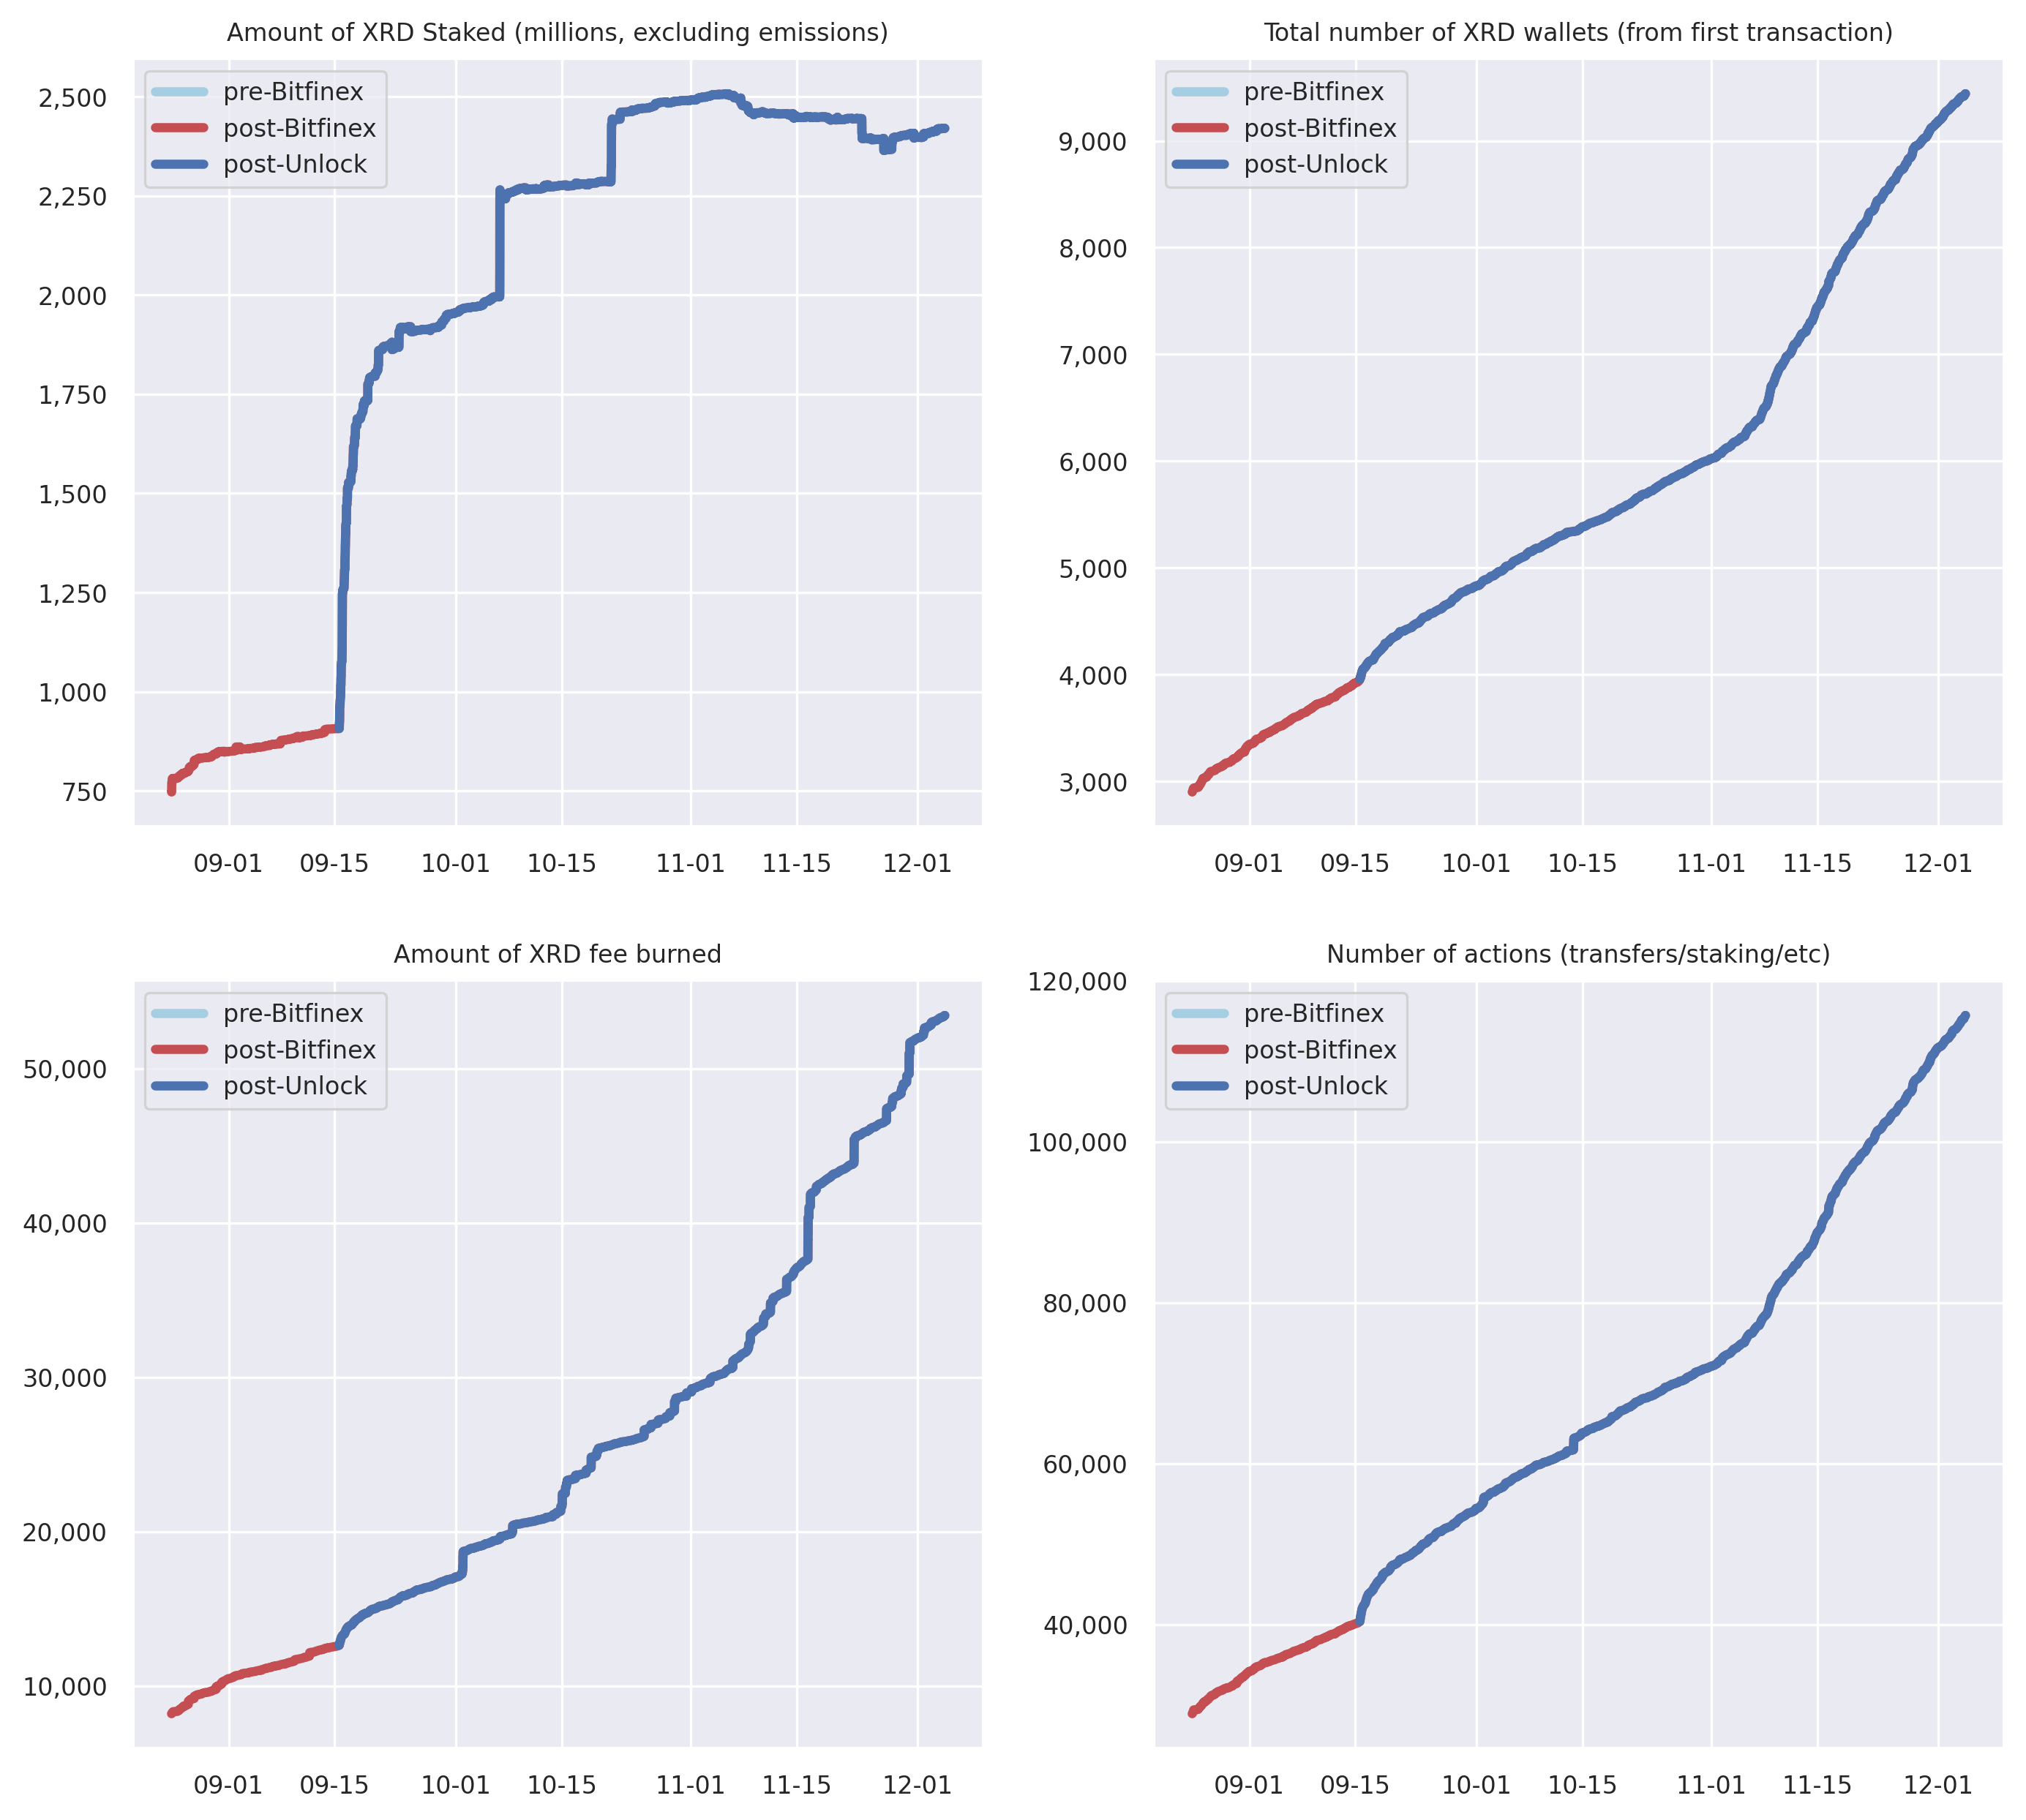 Amount of XRD Staked (millions, excluding emissions)
pre-Bitfinex
post-Bitfinex
post-Unlock
2,500
2,250
2,000
1,750
1,500
1,250
1,000
750
09-01 09-15 10-01 10-15 11-01 11-15 12-01
Total number of XRD wallets (from first transaction)
pre-Bitfinex
post-Bitfinex
post-Unlock
9,000
8,000
7,000
6,000
5,000
4,000
3,000
09-01 09-15 10-01 10-15 11-01 11-15 12-01
Amount of XRD fee burned
pre-Bitfinex
post-Bitfinex
post-Unlock
50,000
40,000
30,000
20,000
10,000
09-01 09-15 10-01 10-15 11-01 11-15 12-01
Number of actions (transfers/staking/etc)
pre-Bitfinex
post-Bitfinex
post-Unlock
120,000
100,000
80,000
60,000
40,000
09-01 09-15 10-01 10-15 11-01 11-15 12-01